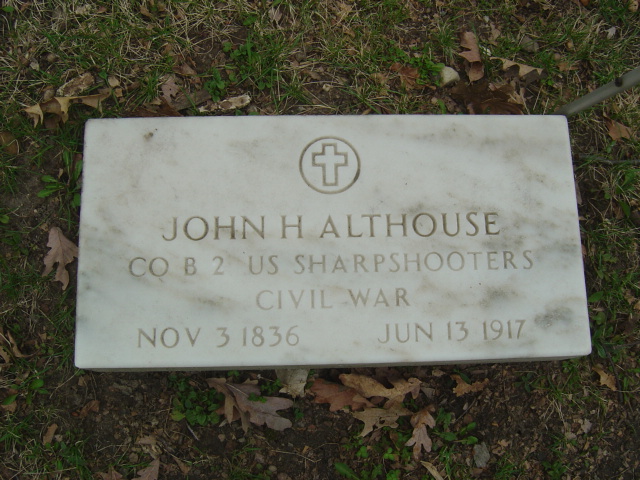 JOHN H ALTHOUSE
CO B 2 US SHARPSHOOTERS
CIVIL WAR
NOV 3 1836 JUN 13 1917